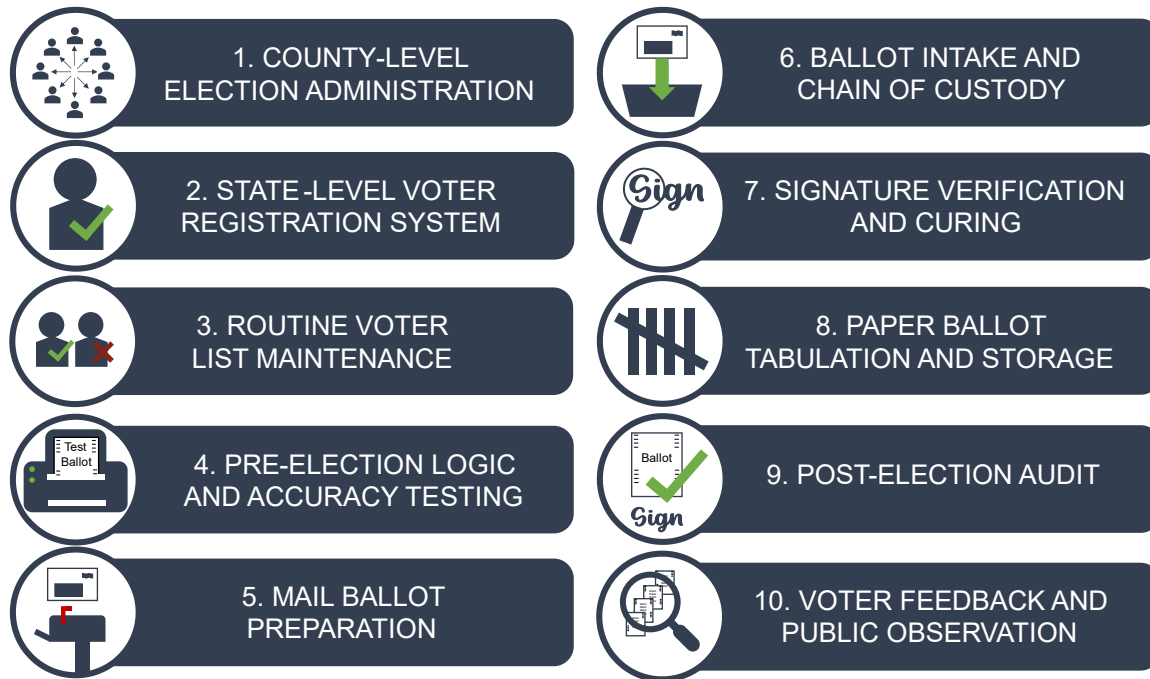 1. COUNTY-LEVEL
ELECTION ADMINISTRATION
2. STATE-LEVEL VOTER
REGISTRATION SYSTEM
3. ROUTINE VOTER
LIST MAINTENANCE
Test
Ballot
4. PRE-ELECTION LOGIC
AND ACCURACY TESTING
5. MAIL BALLOT
PREPARATION
6. BALLOT INTAKE AND
CHAIN OF CUSTODY
Sign
7. SIGNATURE VERIFICATION
AND CURING
8. PAPER BALLOT
TABULATION AND STORAGE
Ballot
Sign
9. POST-ELECTION AUDIT
10. VOTER FEEDBACK AND
PUBLIC OBSERVATION